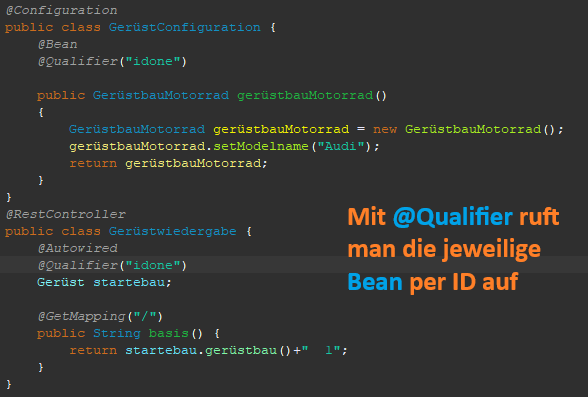 @Configuration
public class GerüstConfiguration {
    @Bean
    @Qualifier("idone")

    public GerüstbauMotorrad gerüstbauMotorrad()
    {
        GerüstbauMotorrad gerüstbauMotorrad = new GerüstbauMotorrad();
        gerüstbauMotorrad.setModelname("Audi");
        return gerüstbauMotorrad;
    }
}
@RestController
public class Gerüstwiedergabe {
    @Autowired
    @Qualifier("idone")
    Gerüst startebau;

    @GetMapping("/")
    public String basis() {
        return startebau.gerüstbau()+"  1";
    }
}
Mit @Qualifier ruft
man die jeweilige
Bean per ID auf